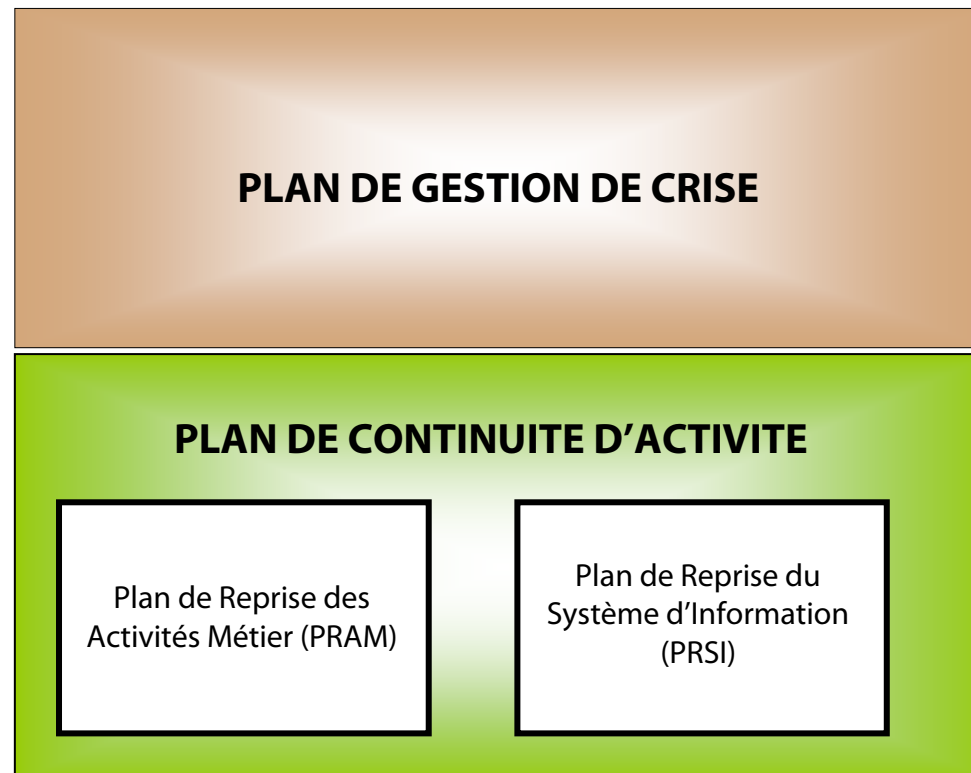 PLAN DE GESTION DE CRISE
PLAN DE CONTINUITE D’ACTIVITE
Plan de Reprise des
Activités Métier (PRAM)
Plan de Reprise du
Système d’Information
(PRSI)